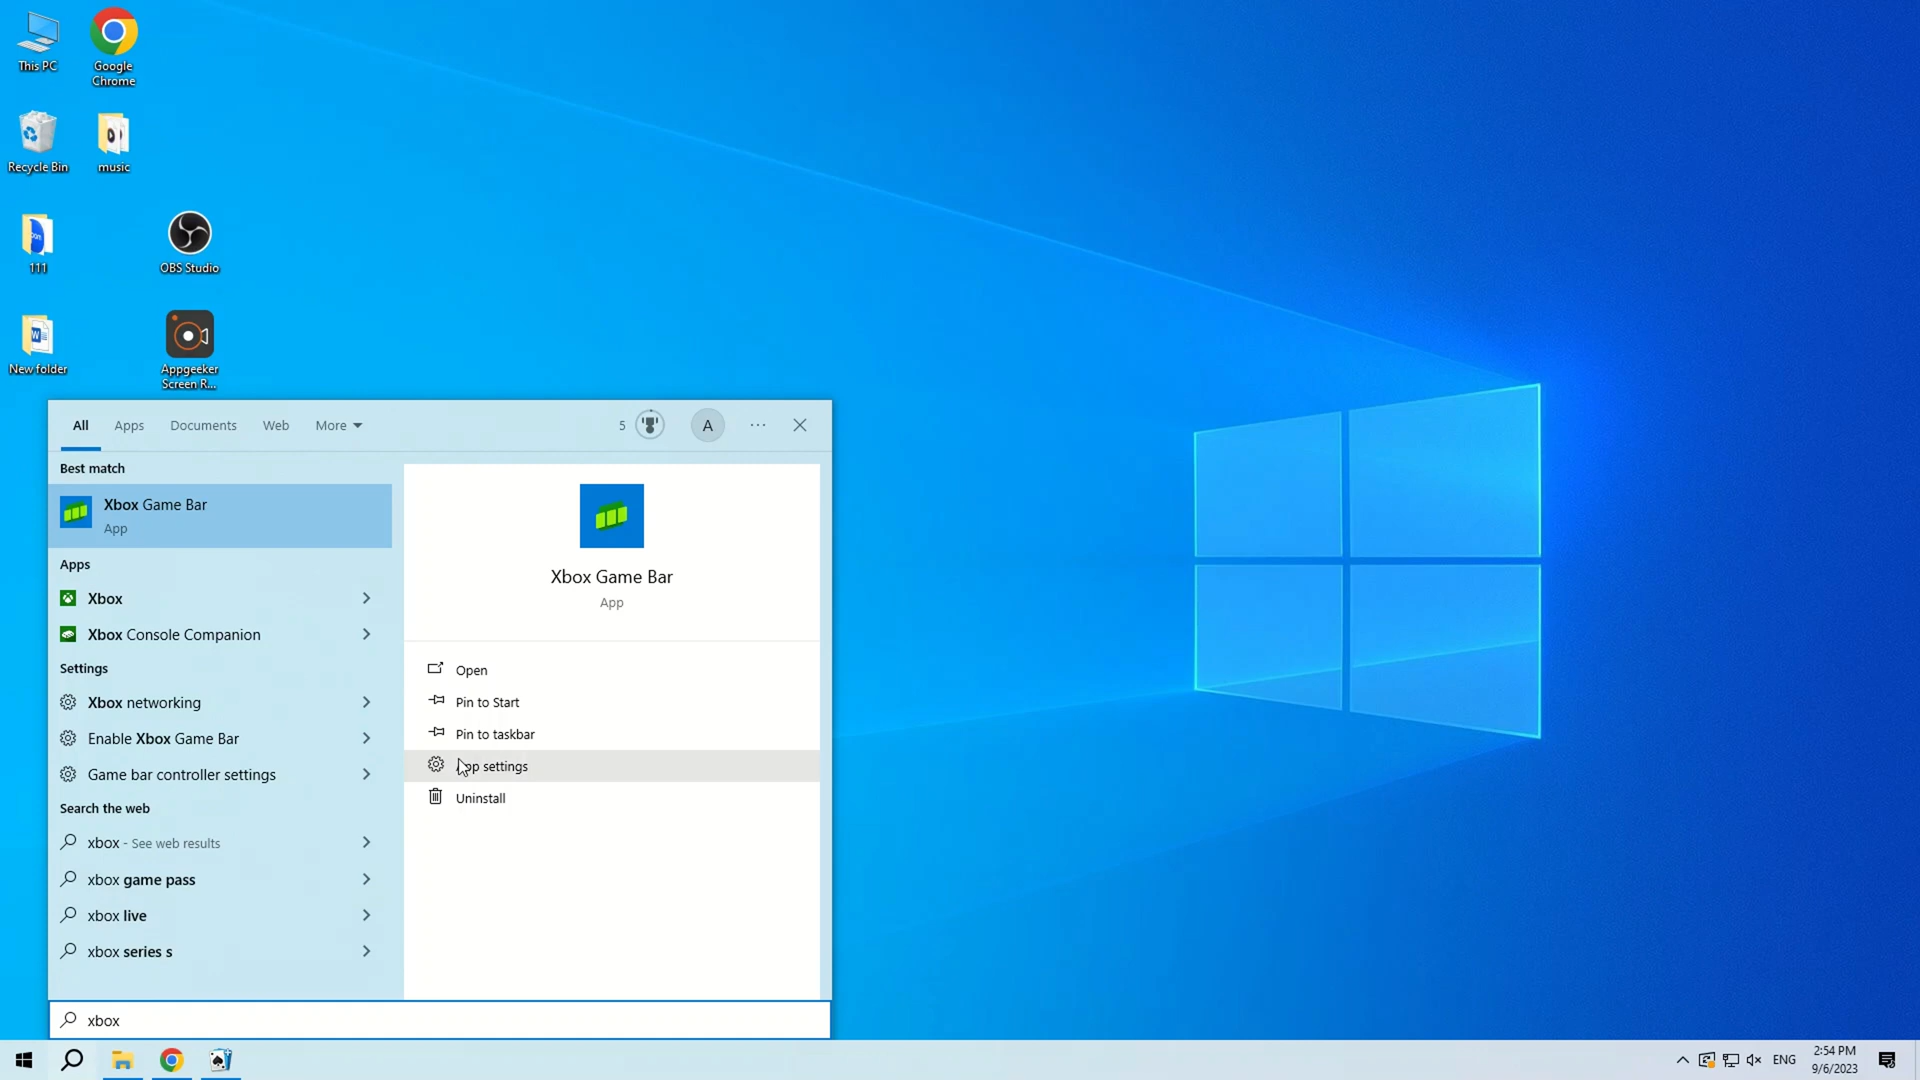 This PC
Google
Chrome
Recycle Bin
music
111
OBS Studio
New folder
Appgeeker
Screen R...
All
Apps
Documents
Web
More
5
A
Best match
Xbox Game Bar
App
Apps
Xbox
Xbox Console Companion
Settings
Xbox networking
Enable Xbox Game Bar
Game bar controller settings
Search the web
xbox - See web results
xbox game pass
xbox live
xbox series s
Xbox Game Bar
App
Open
Pin to Start
Pin to taskbar
App settings
Uninstall
xbox
ENG
2:54 PM
9/6/2023